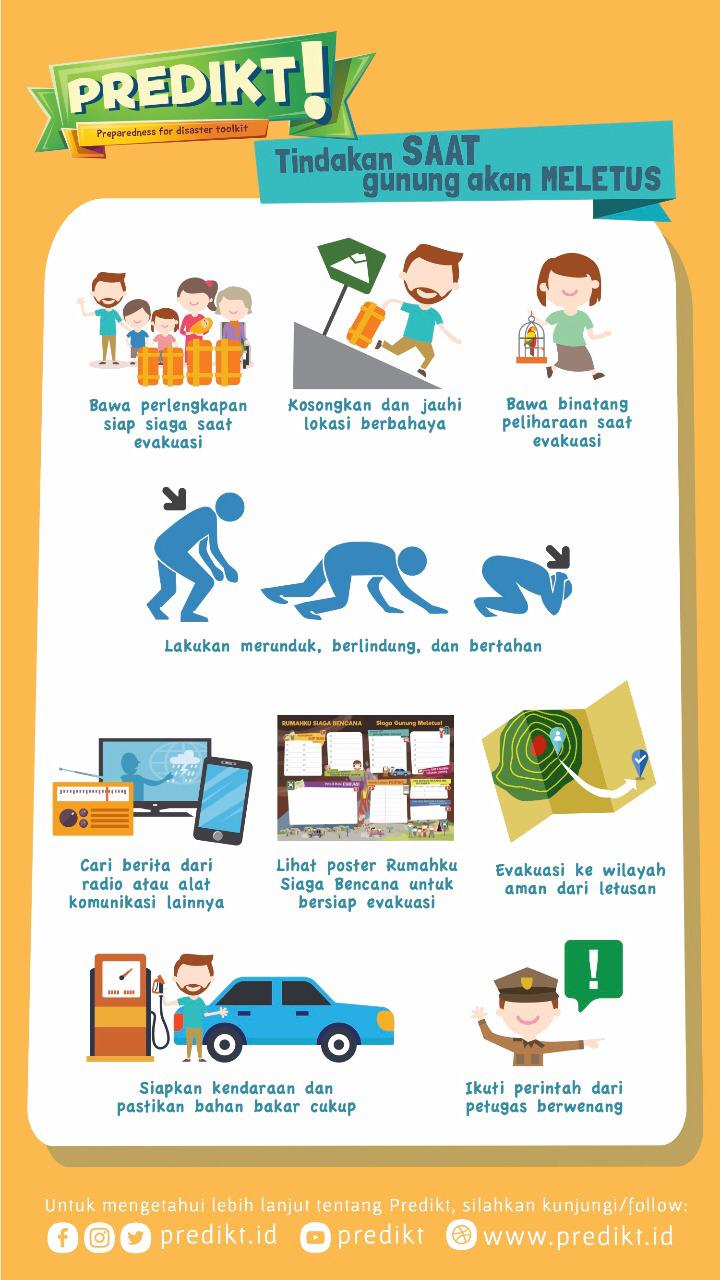 PREDIKT!
Preparedness for disaster toolkit
Tindakan SAAT
gunung akan MELETUS
Bawa perlengkapan
siap siaga saat
evakuasi
Kosongkan dan jauhi
lokasi berbahaya
Bawa binatang
peliharaan saat
evakuasi
Lakukan merunduk, berlindung, dan bertahan
RUMAHKU SIAGA BENCANA
Siaga Gunung Meletus!
Cari berita dari
radio atau alat
komunikasi lainnya
Lihat poster Rumahku
Siaga Bencana untuk
bersiap evakuasi
Evakuasi ke wilayah
aman dari letusan
!
Siapkan kendaraan dan
pastikan bahan bakar cukup
Ikuti perintah dari
petugas berwenang
Untuk mengetahui lebih lanjut tentang Predikt, silahkan kunjungi/follow:
predikt.id predikt www.predikt.id